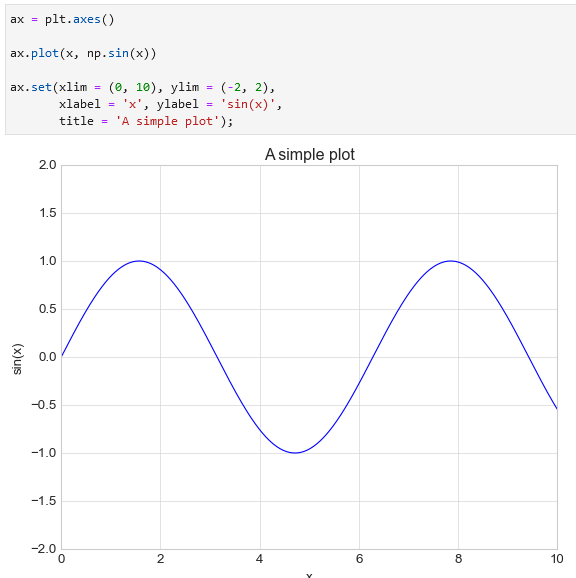 ax = plt.axes()
ax.plot(x, np.sin(x))
ax.set(xlim = (0, 10), ylim = (-2, 2),
xlabel = 'x', ylabel = 'sin(x)',
title = 'A simple plot');
A simple plot
2.0
1.5
1.0
0.5
0.0
−0.5
−1.0
−1.5
−2.0
sin(x)
0 2 4 6 8 10
x